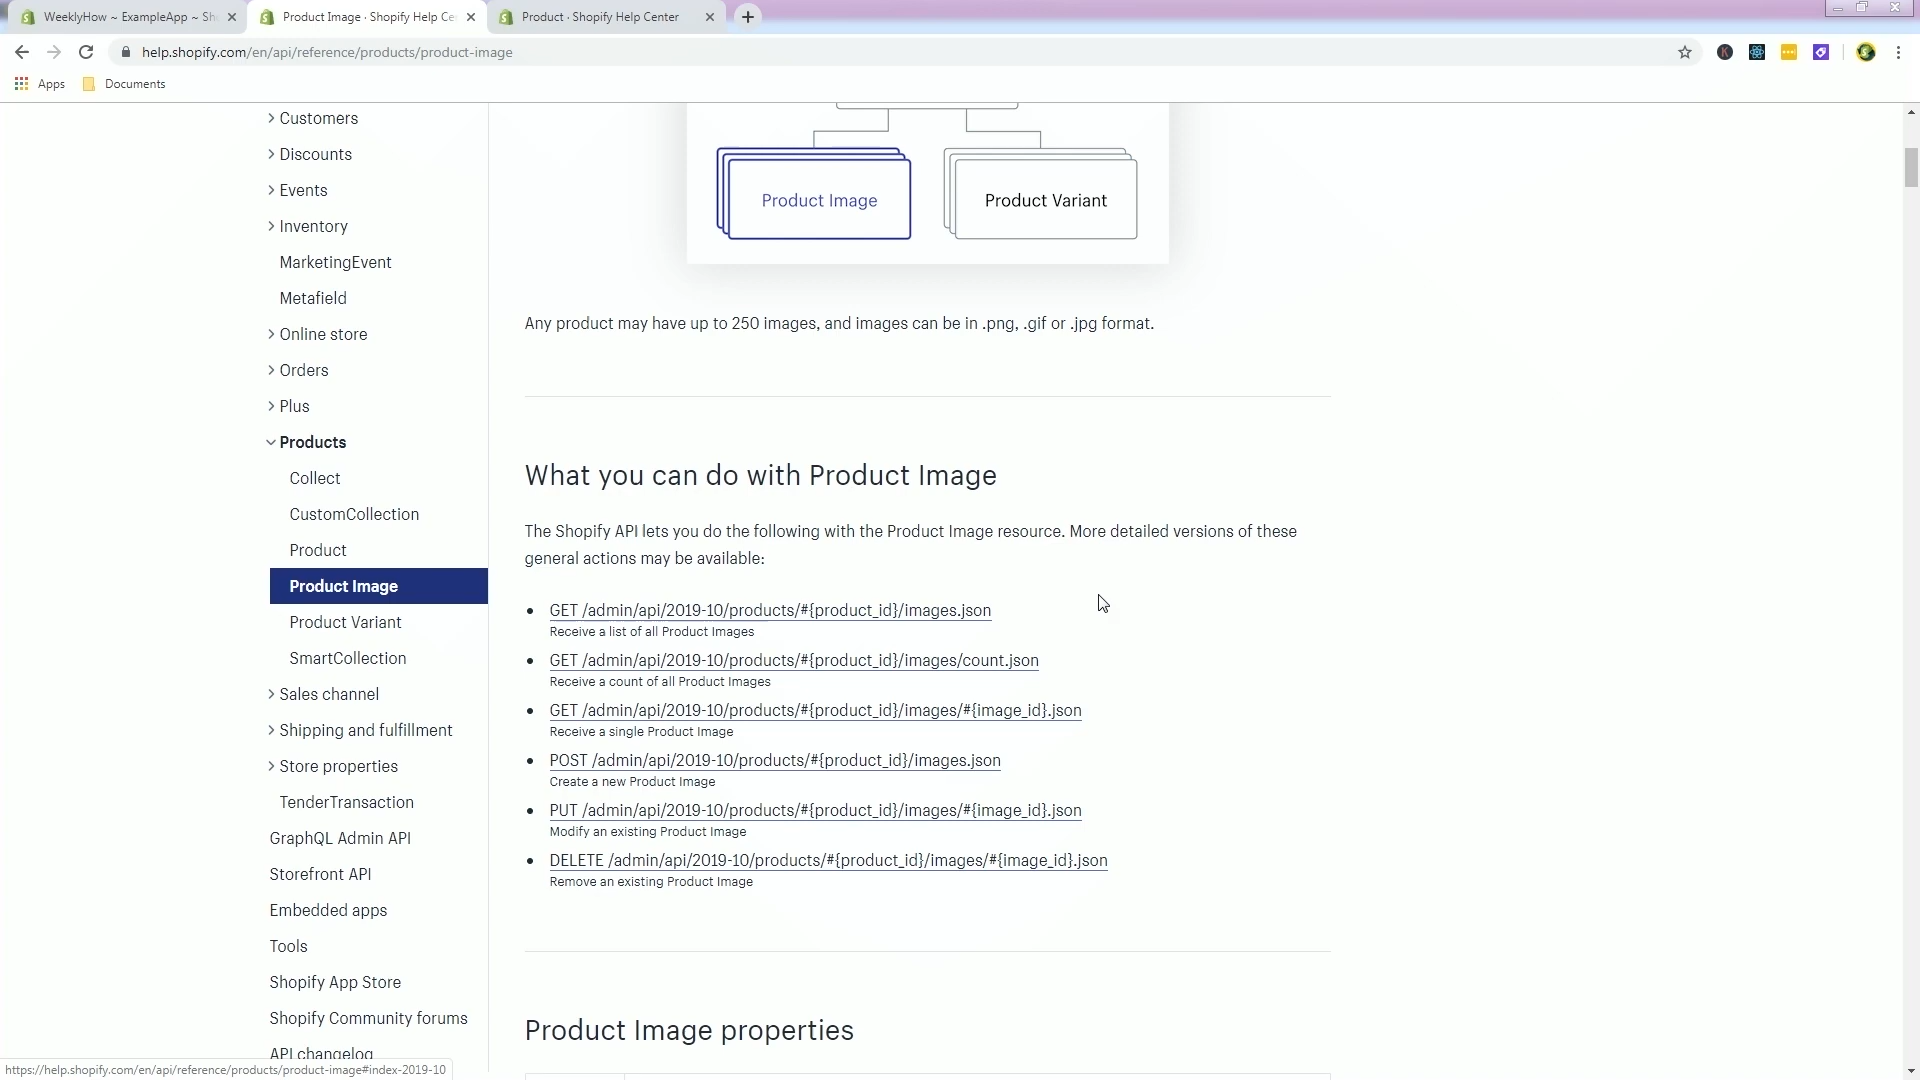 WeeklyHow ~ ExampleApp ~ Sh
Product Image · Shopify Help Ce
Product · Shopify Help Center
help.shopify.com/en/api/reference/products/product-image
Apps
Documents
Customers
Discounts
Events
Inventory
MarketingEvent
Metafield
Online store
Orders
Plus
Products
Collect
CustomCollection
Product
Product Image
Product Variant
SmartCollection
Sales channel
Shipping and fulfillment
Store properties
TenderTransaction
GraphQL Admin API
Storefront API
Embedded apps
Tools
Shopify App Store
Shopify Community forums
API changelog
Product Image
Product Variant
Any product may have up to 250 images, and images can be in .png, .gif or .jpg format.
What you can do with Product Image
The Shopify API lets you do the following with the Product Image resource. More detailed versions of these
general actions may be available:
• GET /admin/api/2019-10/products/#{product_id}/images.json
Receive a list of all Product Images
• GET /admin/api/2019-10/products/#{product_id}/images/count.json
Receive a count of all Product Images
• GET /admin/api/2019-10/products/#{product_id}/images/#{image_id}.json
Receive a single Product Image
• POST /admin/api/2019-10/products/#{product_id}/images.json
Create a new Product Image
• PUT /admin/api/2019-10/products/#{product_id}/images/#{image_id}.json
Modify an existing Product Image
• DELETE /admin/api/2019-10/products/#{product_id}/images/#{image_id}.json
Remove an existing Product Image
Product Image properties
https://help.shopify.com/en/api/reference/products/product-image#index-2019-10